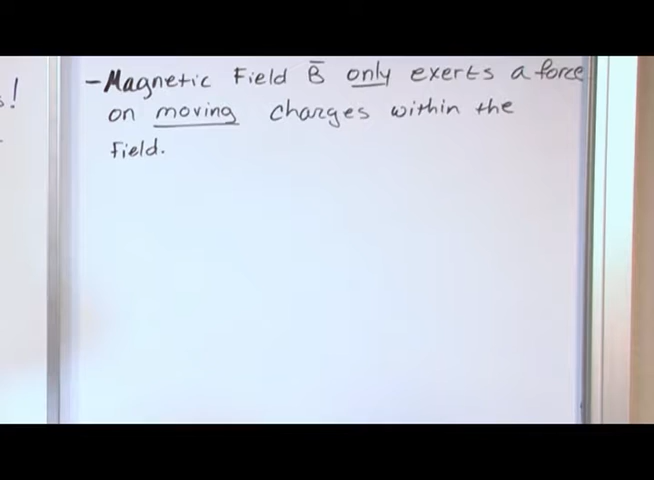 s!
- Magnetic Field B̅ only exerts a force
on moving charges within the
Field.